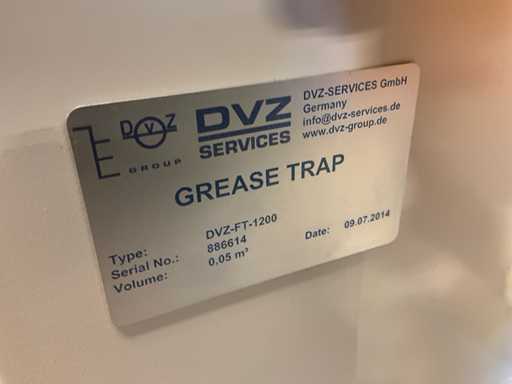 DVZ
GROUP
DVZ
SERVICES
DVZ-SERVICES GmbH
Germany
info@dvz-services.de
www.dvz-group.de
GREASE TRAP
Type: DVZ-FT-1200
Serial No.: 886614
Volume: 0,05 m³
Date: 09.07.2014